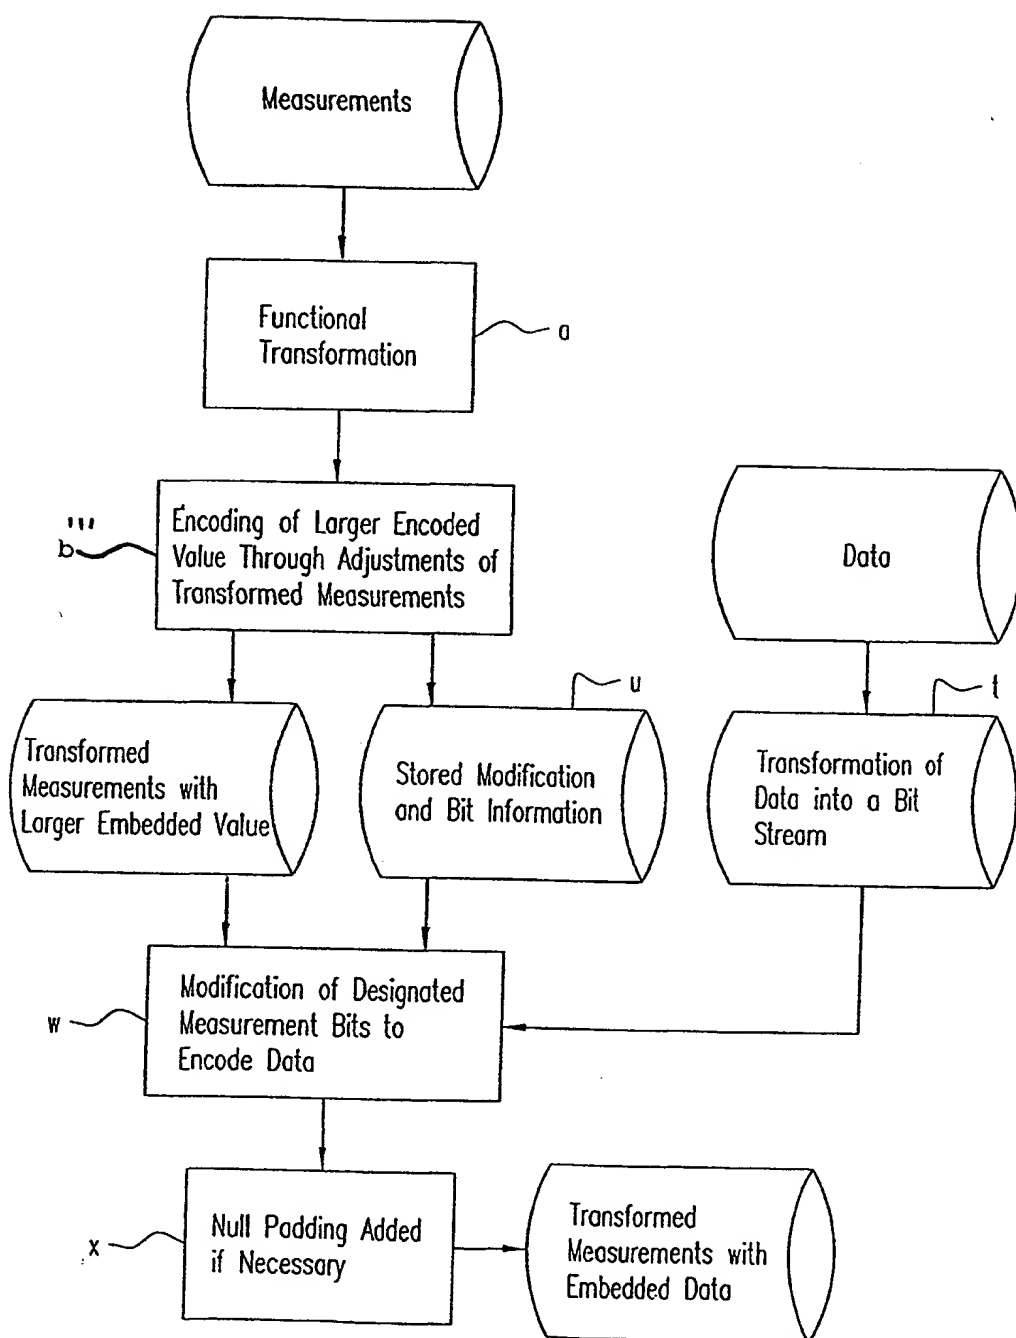 Measurements
Functional
Transformation
a
Encoding of Larger Encoded
Value Through Adjustments of
Transformed Measurements
b'''
Data
Transformed
Measurements with
Larger Embedded Value
Stored Modification
and Bit Information
u
Transformation of
Data into a Bit
Stream
t
Modification of Designated
Measurement Bits to
Encode Data
w
Null Padding Added
if Necessary
x
Transformed
Measurements with
Embedded Data